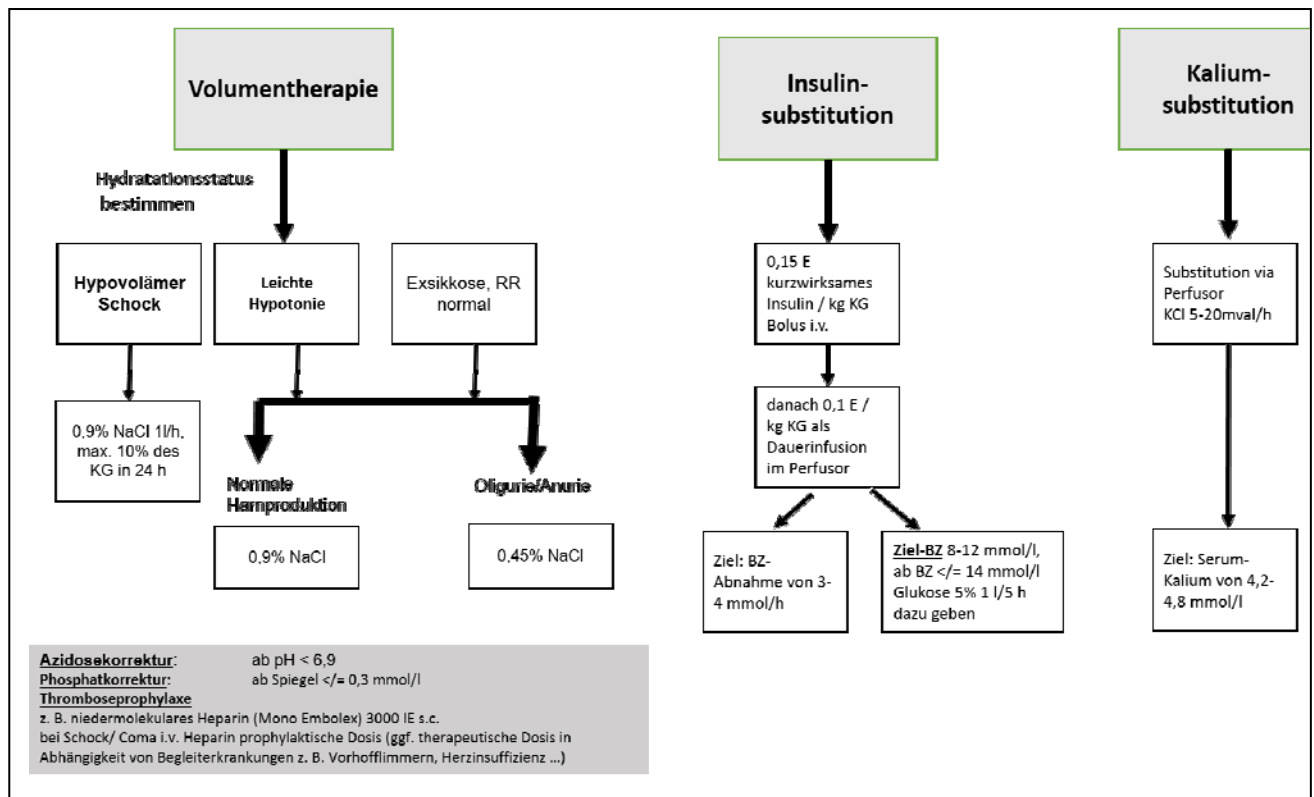 Volumentherapie
Hydratationsstatus
bestimmen
Hypovolämer
Schock
Leichte
Hypotonie
Exsikkose, RR
normal
0,9% NaCl 1l/h,
max. 10% des
KG in 24 h
Normale
Harnproduktion
Oligurie/Anurie
0,9% NaCl
0,45% NaCl
Insulin-
substitution
0,15 E
kurzwirksames
Insulin / kg KG
Bolus i.v.
danach 0,1 E /
kg KG als
Dauerinfusion
im Perfusor
Ziel: BZ-
Abnahme von 3-
4 mmol/h
Ziel-BZ 8-12 mmol/l,
ab BZ </= 14 mmol/l
Glukose 5% 1 l/5 h
dazu geben
Kalium-
substitution
Substitution via
Perfusor
KCl 5-20mval/h
Ziel: Serum-
Kalium von 4,2-
4,8 mmol/l
Azidosekorrektur: ab pH < 6,9
Phosphatkorrektur: ab Spiegel </= 0,3 mmol/l
Thromboseprophylaxe
z. B. niedermolekulares Heparin (Mono Embolex) 3000 IE s.c.
bei Schock/ Coma i.v. Heparin prophylaktische Dosis (ggf. therapeutische Dosis in
Abhängigkeit von Begleiterkrankungen z. B. Vorhofflimmern, Herzinsuffizienz ...)